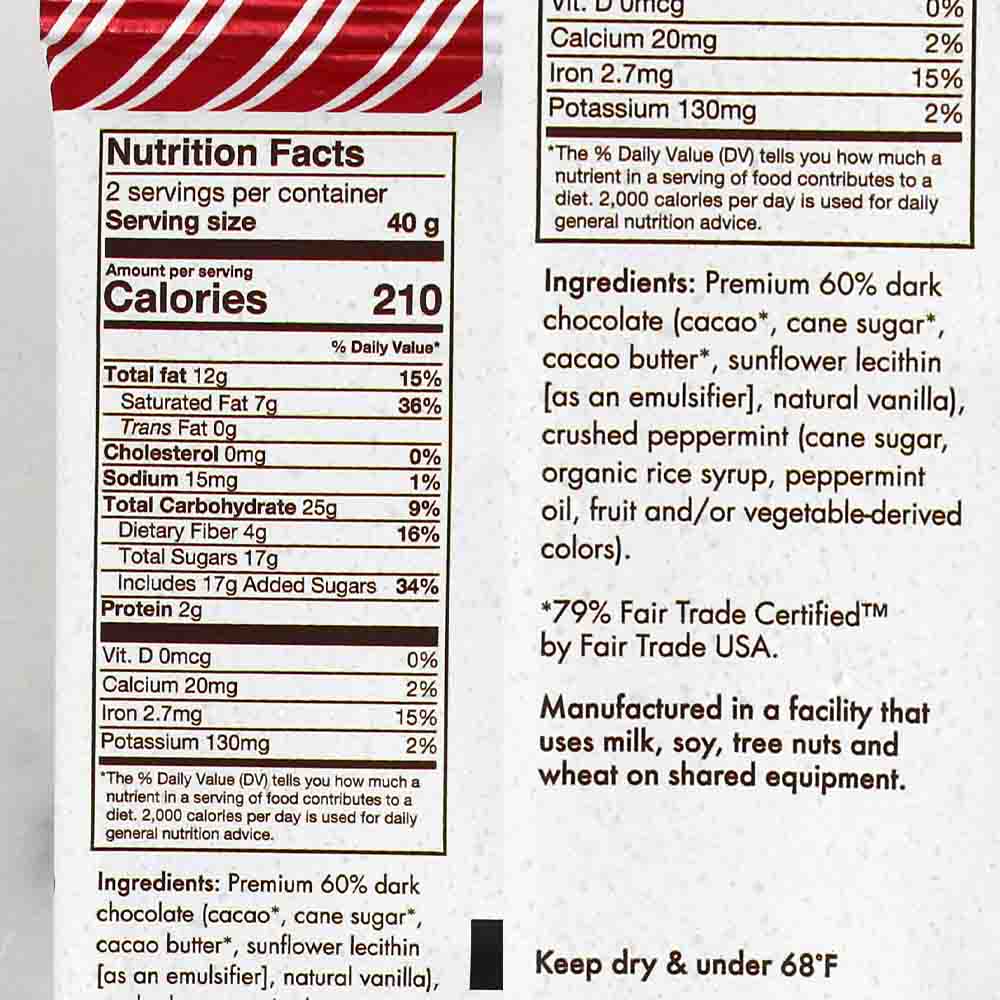 Nutrition Facts
2 servings per container
Serving size 40 g
Amount per serving
Calories 210
% Daily Value*
Total fat 12g 15%
Saturated Fat 7g 36%
Trans Fat 0g
Cholesterol 0mg 0%
Sodium 15mg 1%
Total Carbohydrate 25g 9%
Dietary Fiber 4g 16%
Total Sugars 17g
Includes 17g Added Sugars 34%
Protein 2g
Vit. D 0mcg 0%
Calcium 20mg 2%
Iron 2.7mg 15%
Potassium 130mg 2%
*The % Daily Value (DV) tells you how much a
nutrient in a serving of food contributes to a
diet. 2,000 calories per day is used for daily
general nutrition advice.
Ingredients: Premium 60% dark
chocolate (cacao*, cane sugar*,
cacao butter*, sunflower lecithin
[as an emulsifier], natural vanilla),
Vit. D 0mcg 0%
Calcium 20mg 2%
Iron 2.7mg 15%
Potassium 130mg 2%
*The % Daily Value (DV) tells you how much a
nutrient in a serving of food contributes to a
diet. 2,000 calories per day is used for daily
general nutrition advice.
Ingredients: Premium 60% dark
chocolate (cacao*, cane sugar*,
cacao butter*, sunflower lecithin
[as an emulsifier], natural vanilla),
crushed peppermint (cane sugar,
organic rice syrup, peppermint
oil, fruit and/or vegetable-derived
colors).
*79% Fair Trade Certified™
by Fair Trade USA.
Manufactured in a facility that
uses milk, soy, tree nuts and
wheat on shared equipment.
Keep dry & under 68°F